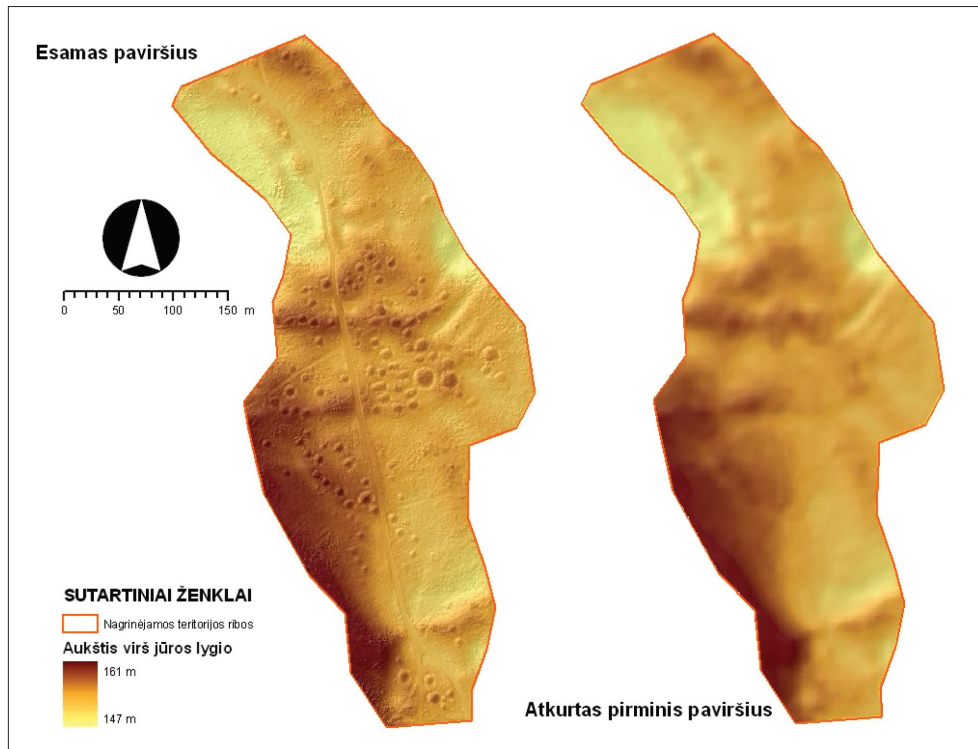 Esamas paviršius
0 50 100 150 m
SUTARTINIAI ŽENKLAI
Nagrinėjamos teritorijos ribos
Aukštis virš jūros lygio
161 m
147 m
Atkurtas pirminis paviršius